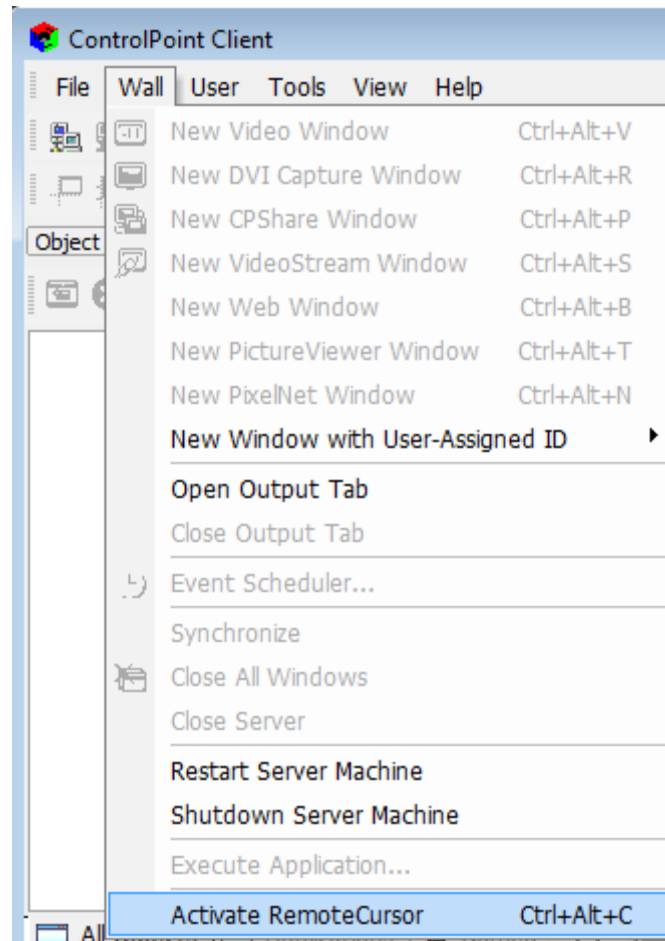 ControlPoint Client
File Wall User Tools View Help
New Video Window Ctrl+Alt+V
New DVI Capture Window Ctrl+Alt+R
New CPShare Window Ctrl+Alt+P
Object
New VideoStream Window Ctrl+Alt+S
New Web Window Ctrl+Alt+B
New PictureViewer Window Ctrl+Alt+T
New PixelNet Window Ctrl+Alt+N
New Window with User-Assigned ID
Open Output Tab
Close Output Tab
Event Scheduler...
Synchronize
Close All Windows
Close Server
Restart Server Machine
Shutdown Server Machine
Execute Application...
Activate RemoteCursor Ctrl+Alt+C
All